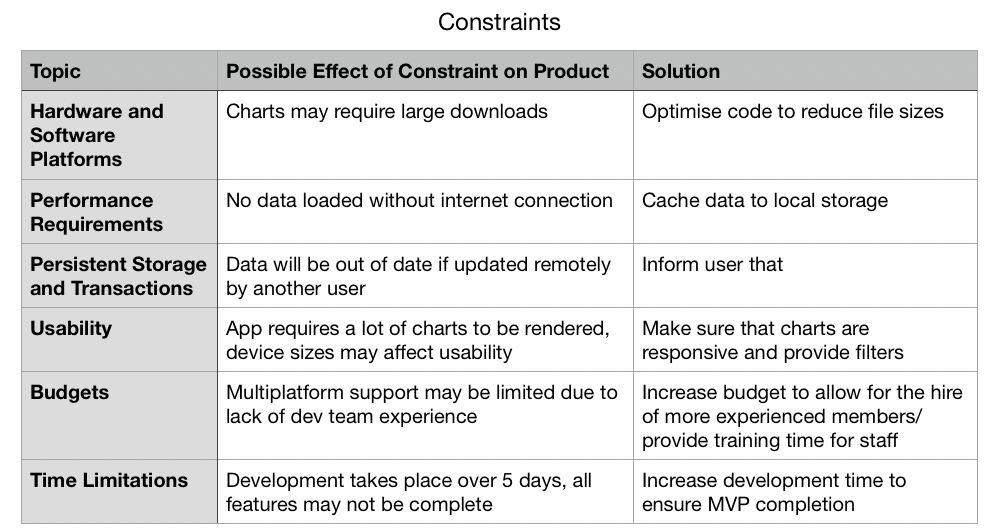 Constraints
Topic
Possible Effect of Constraint on Product
Solution
Hardware and
Software
Platforms
Charts may require large downloads
Optimise code to reduce file sizes
Performance
Requirements
No data loaded without internet connection
Cache data to local storage
Persistent Storage
and Transactions
Data will be out of date if updated remotely
by another user
Inform user that
Usability
App requires a lot of charts to be rendered,
device sizes may affect usability
Make sure that charts are
responsive and provide filters
Budgets
Multiplatform support may be limited due to
lack of dev team experience
Increase budget to allow for the hire
of more experienced members/
provide training time for staff
Time Limitations
Development takes place over 5 days, all
features may not be complete
Increase development time to
ensure MVP completion